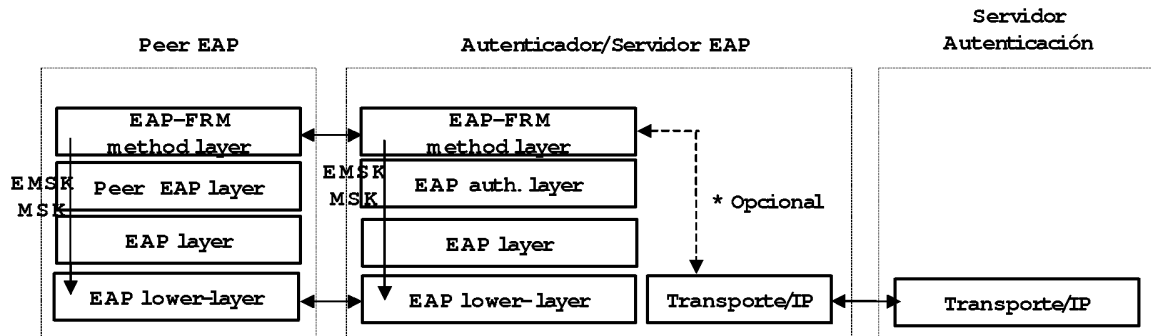 Peer EAP
Autenticador/Servidor EAP
Servidor
Autenticación
EAP-FRM
method layer
Peer EAP layer
EAP layer
EAP lower-layer
EMSK
MSK
EAP-FRM
method layer
EAP auth. layer
EAP layer
EAP lower-layer
EMSK
MSK
* Opcional
Transporte/IP
Transporte/IP